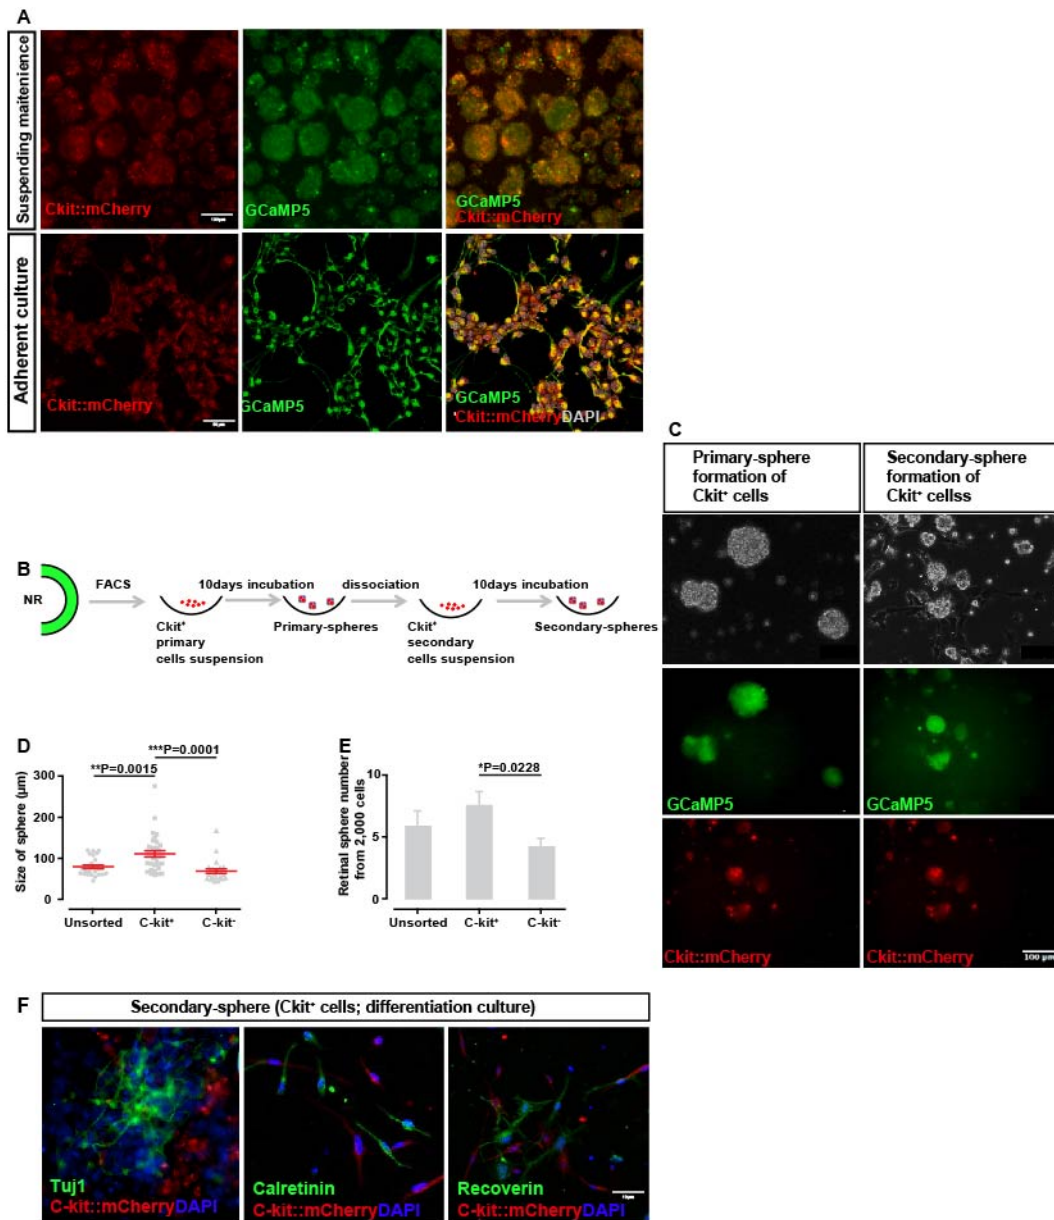 A
Suspending maitenience
Ckit::mCherry
GCaMP5
GCaMP5
Ckit::mCherry
Adherent culture
Ckit::mCherry
GCaMP5
GCaMP5
Ckit::mCherryDAPI
B
NR
FACS
10days incubation
dissociation
10days incubation
Ckit⁺
primary
cells suspension
Primary-spheres
Ckit⁺
secondary
cells suspension
Secondary-spheres
C
Primary-sphere
formation of
Ckit⁺ cells
Secondary-sphere
formation of
Ckit⁺ cellss
GCaMP5
GCaMP5
Ckit::mCherry
Ckit::mCherry
100 µm
D
***P=0.0001
**P=0.0015
Size of sphere (µm)
300
200
100
0
Unsorted
C-kit⁺
C-kit⁻
E
*P=0.0228
Retinal sphere number
from 2,000 cells
10
5
0
Unsorted
C-kit⁺
C-kit⁻
F
Secondary-sphere (Ckit⁺ cells; differentiation culture)
Tuj1
C-kit::mCherryDAPI
Calretinin
C-kit::mCherryDAPI
Recoverin
C-kit::mCherryDAPI